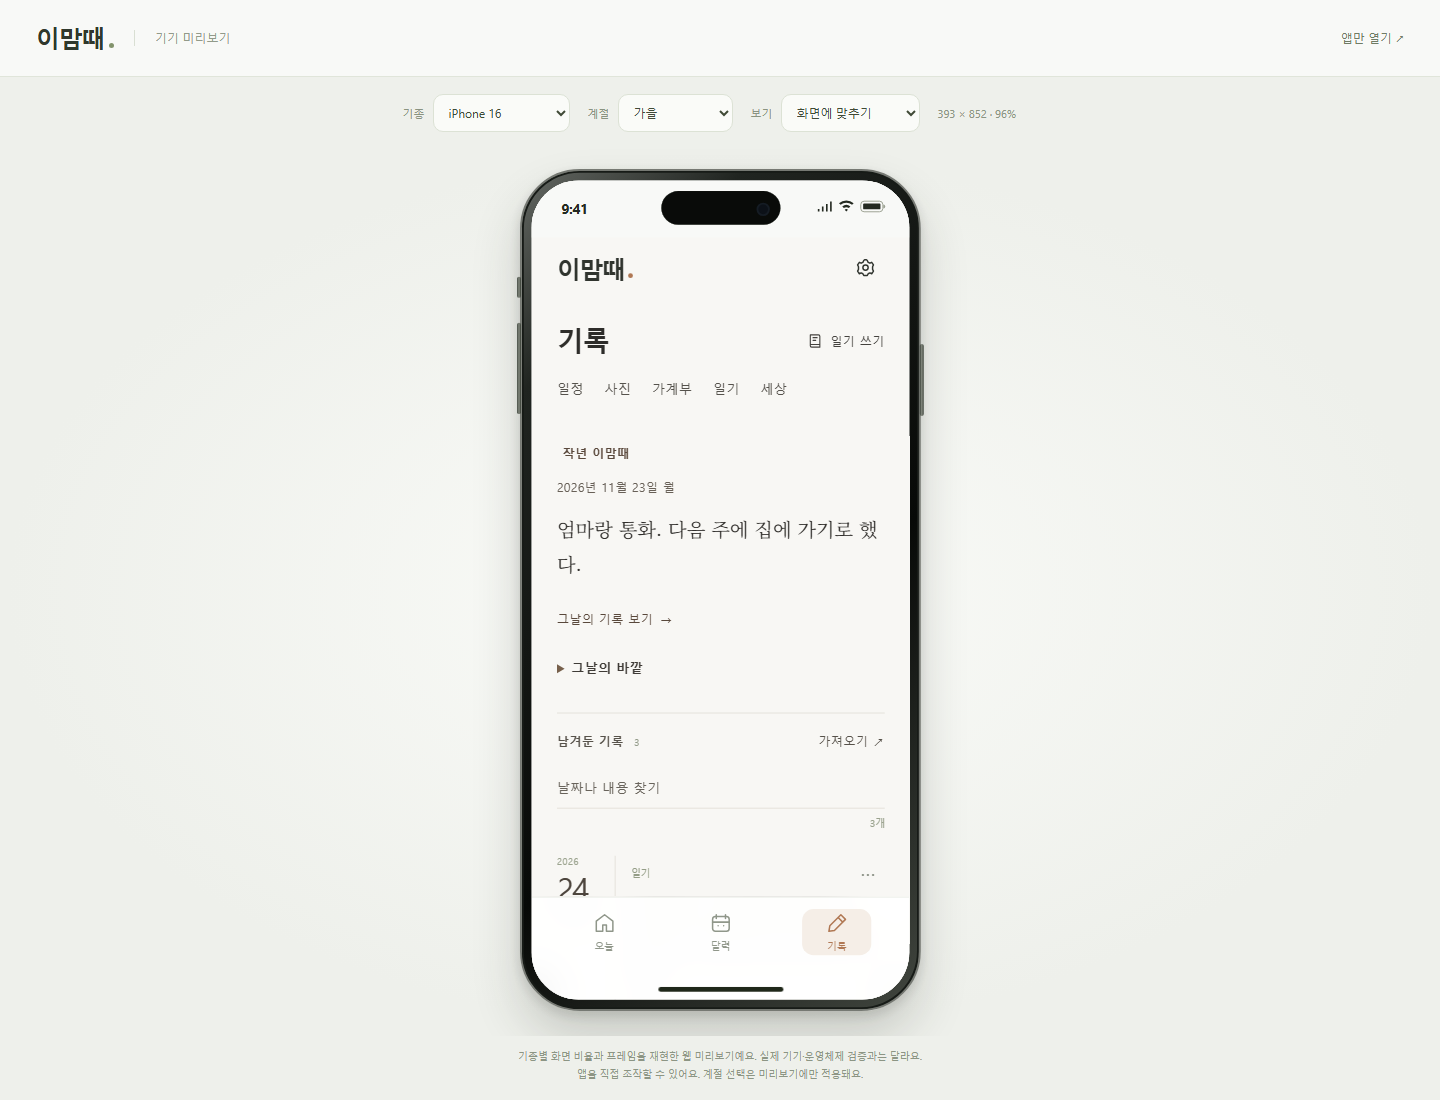 이맘때.
기기 미리보기
앱만 열기 ↗
기종 iPhone 16 계절 가을 보기 화면에 맞추기 393 × 852 · 96%
9:41
이맘때.
기록
일기 쓰기
일정 사진 가계부 일기 세상
작년 이맘때
2026년 11월 23일 월
엄마랑 통화. 다음 주에 집에 가기로 했
다.
그날의 기록 보기 →
▶ 그날의 바깥
남겨둔 기록 3
가져오기 ↗
날짜나 내용 찾기
3개
2026
24
일기
...
오늘 달력 기록
기종별 화면 비율과 프레임을 재현한 웹 미리보기예요. 실제 기기·운영체제 검증과는 달라요.
앱을 직접 조작할 수 있어요. 계절 선택은 미리보기에만 적용돼요.